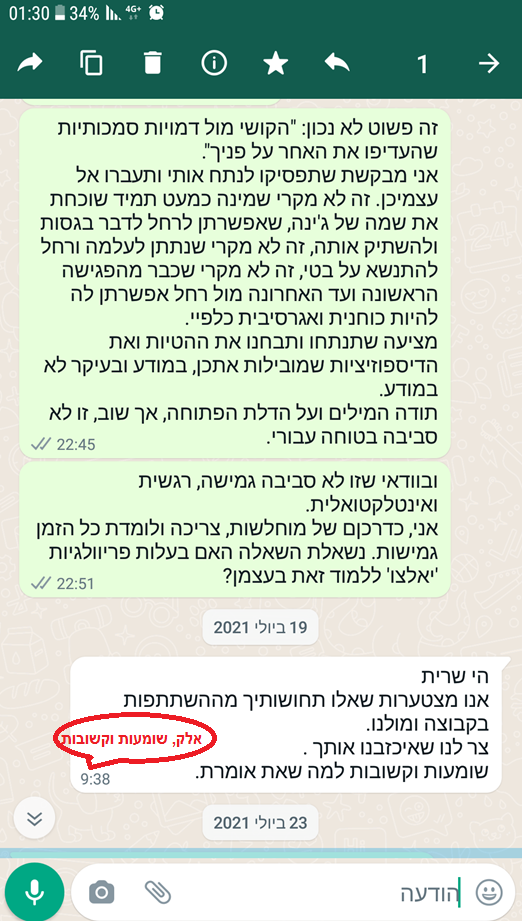 01:30 34% 4G+
1
זה פשוט לא נכון: "הקושי מול דמויות סמכותיות
שהעדיפו את האחר על פניך".
אני מבקשת שתפסיקו לנתח אותי ותעברו אל
עצמיכן. זה לא מקרי שמינה כמעט תמיד שוכחת
את שמה של ג'ינה, שאפשרתן לרחל לדבר בגסות
ולהשתיק אותה, זה לא מקרי שנתתן לעלמה ורחל
להתנשא על בטי, זה לא מקרי שכבר מהפגישה
הראשונה ועד האחרונה מול רחל אפשרתן לה
להיות כוחנית ואגרסיבית כלפיי.
מציעה שתנתחו ותבחנו את ההטיות ואת
הדיספוזיציות שמובילות אתכן, במודע ובעיקר לא
במודע.
תודה המילים ועל הדלת הפתוחה, אך שוב, זו לא
סביבה בטוחה עבורי.
22:45
ובוודאי שזו לא סביבה גמישה, רגשית
ואינטלקטואלית.
אני, כדרכןם של מוחלשות, צריכה ולומדת כל הזמן
גמישות. נשאלת השאלה האם בעלות פריוולגיות
'יאלצו' ללמוד זאת בעצמן?
22:51
19 ביולי 2021
הי שרית
אנו מצטערות שאלו תחושותיך מההשתתפות
בקבוצה ומולנו.
צר לנו שאיכזבנו אותך .
שומעות וקשובות למה שאת אומרת.
9:38
אלק, שומעות וקשובות
23 ביולי 2021
הודעה